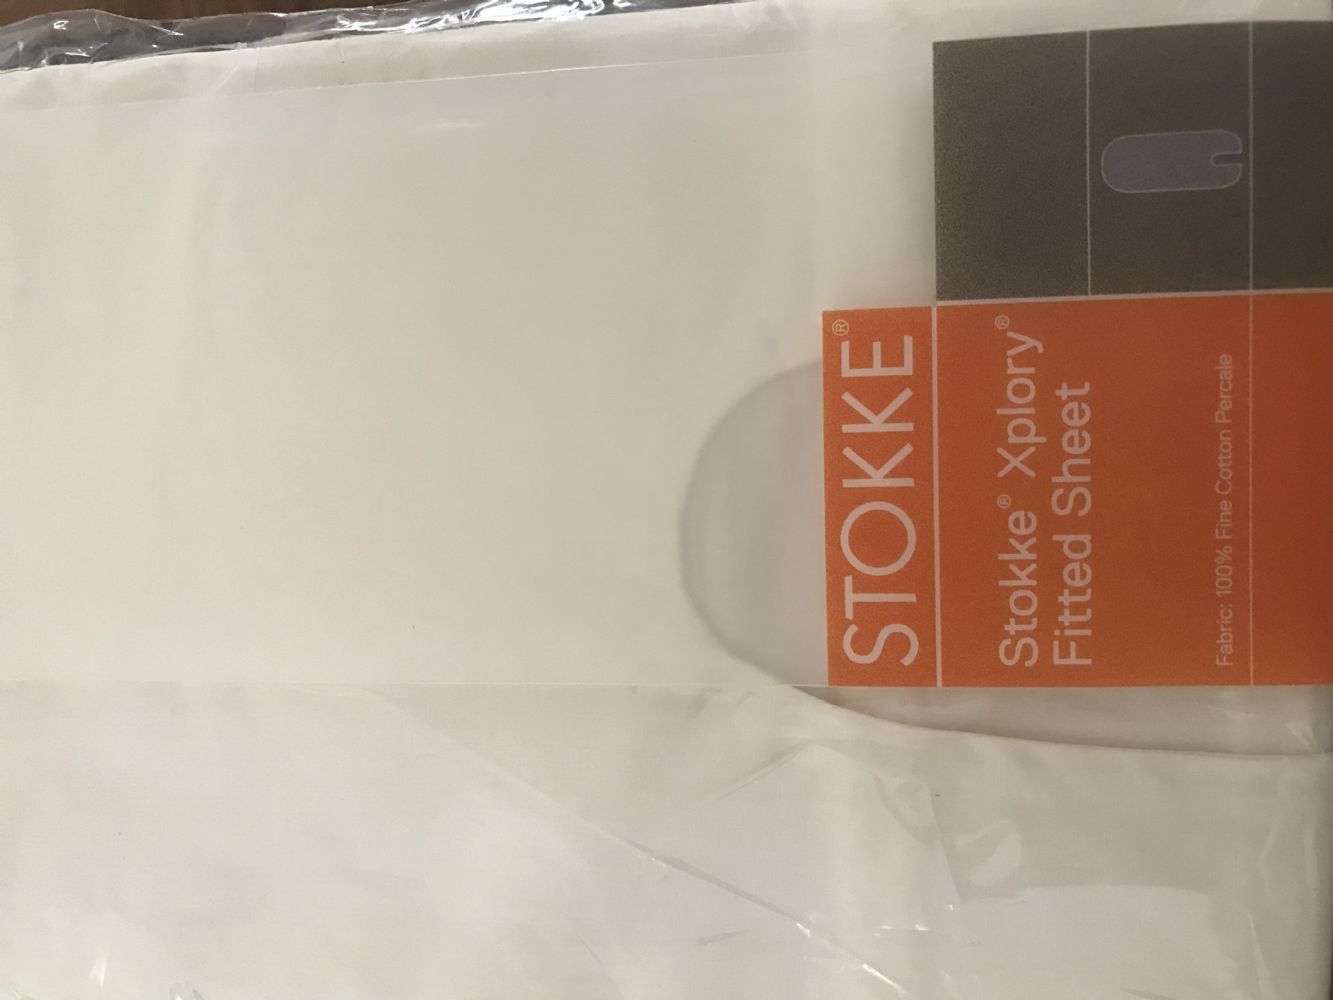 STOKKE®
Stokke® Xplory®
Fitted Sheet
Fabric: 100% Fine Cotton Percale